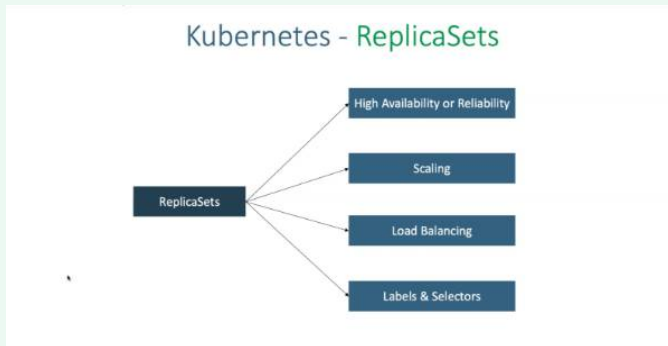 Kubernetes - ReplicaSets
High Availability or Reliability
Scaling
ReplicaSets
Load Balancing
Labels & Selectors